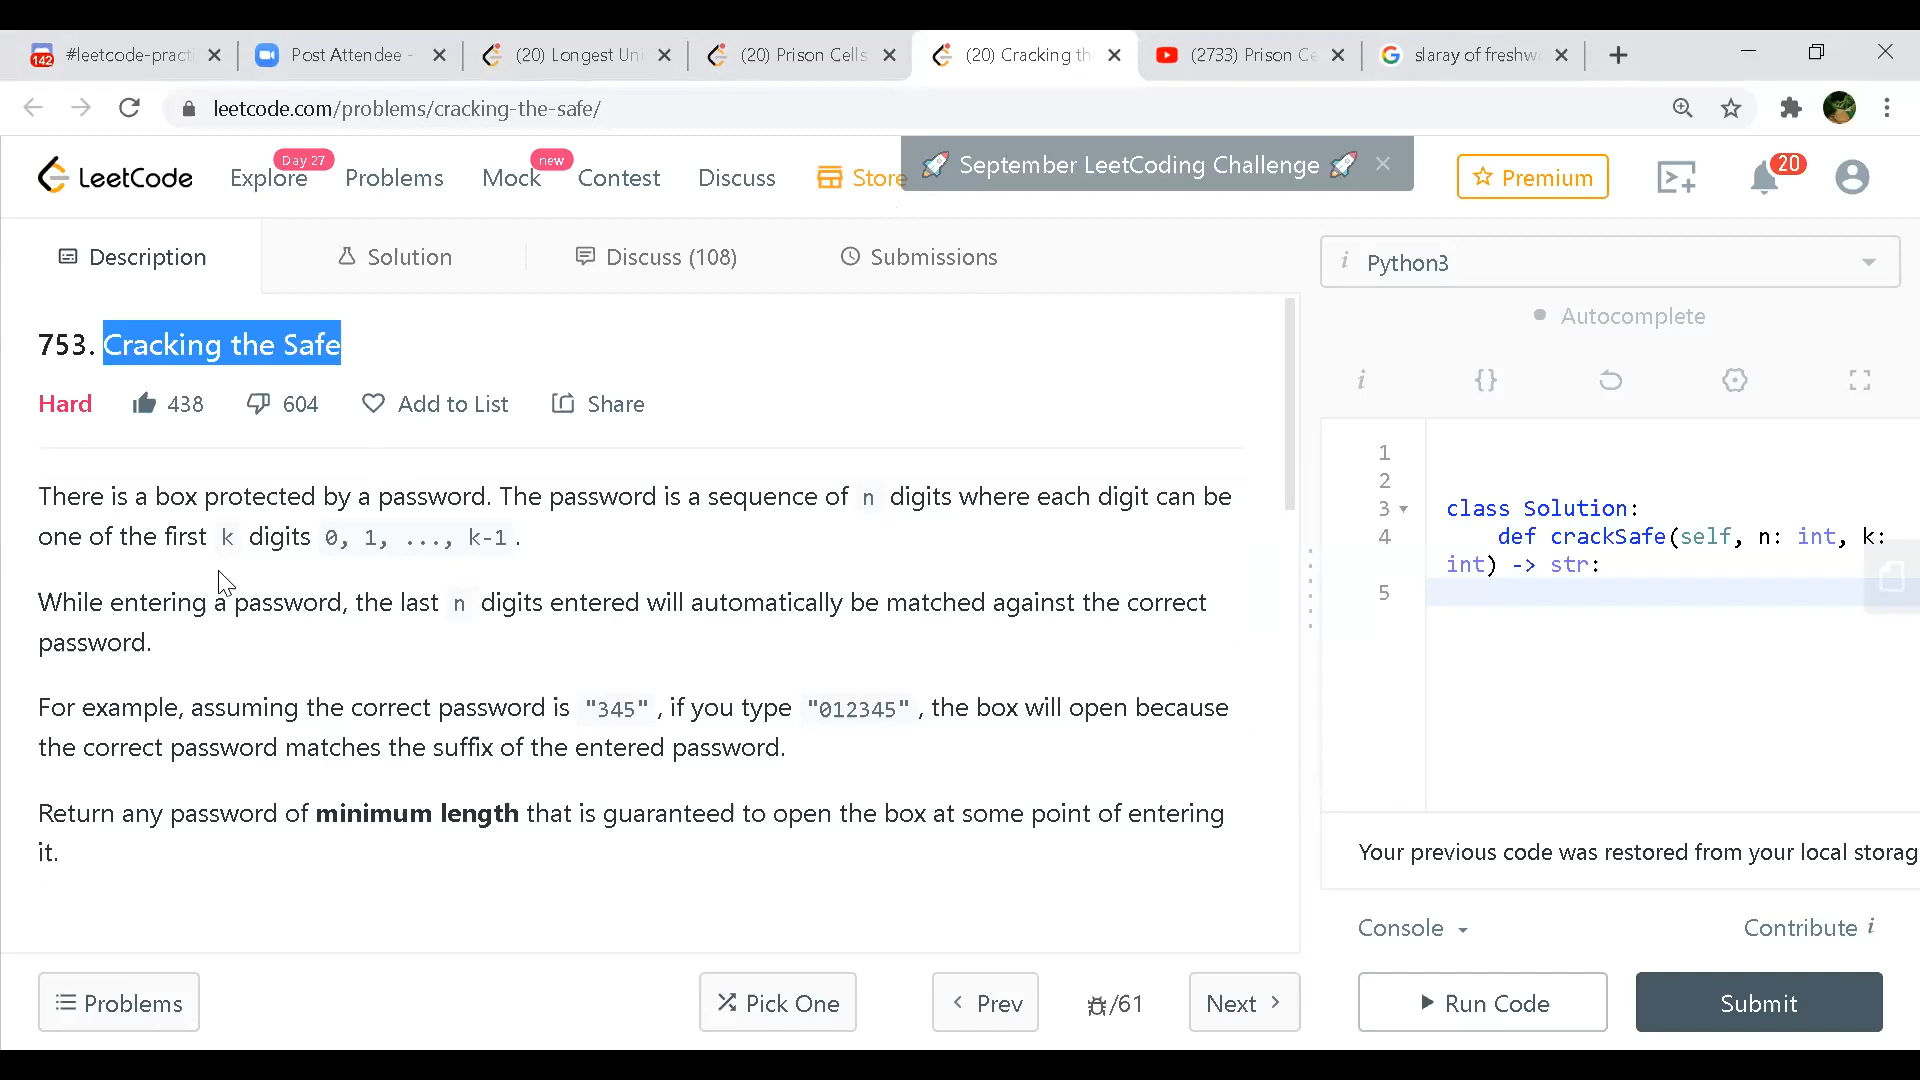 142 #leetcode-practi
Post Attendee -
(20) Longest Uni
(20) Prison Cells
(20) Cracking th
(2733) Prison Ce
slaray of freshw
leetcode.com/problems/cracking-the-safe/
LeetCode
Explore
Day 27
Problems
Mock
new
Contest
Discuss
Store
🚀 September LeetCoding Challenge 🚀
Premium
20
Description
Solution
Discuss (108)
Submissions
753. Cracking the Safe
Hard 438 604 Add to List Share
There is a box protected by a password. The password is a sequence of n digits where each digit can be
one of the first k digits 0, 1, ..., k-1.
While entering a password, the last n digits entered will automatically be matched against the correct
password.
For example, assuming the correct password is "345", if you type "012345", the box will open because
the correct password matches the suffix of the entered password.
Return any password of minimum length that is guaranteed to open the box at some point of entering
it.
Problems
Pick One
Prev
/61
Next
i Python3
Autocomplete
i {}
1
2
3 class Solution:
4 def crackSafe(self, n: int, k:
int) -> str:
5
Your previous code was restored from your local storag
Console
Contribute i
Run Code
Submit